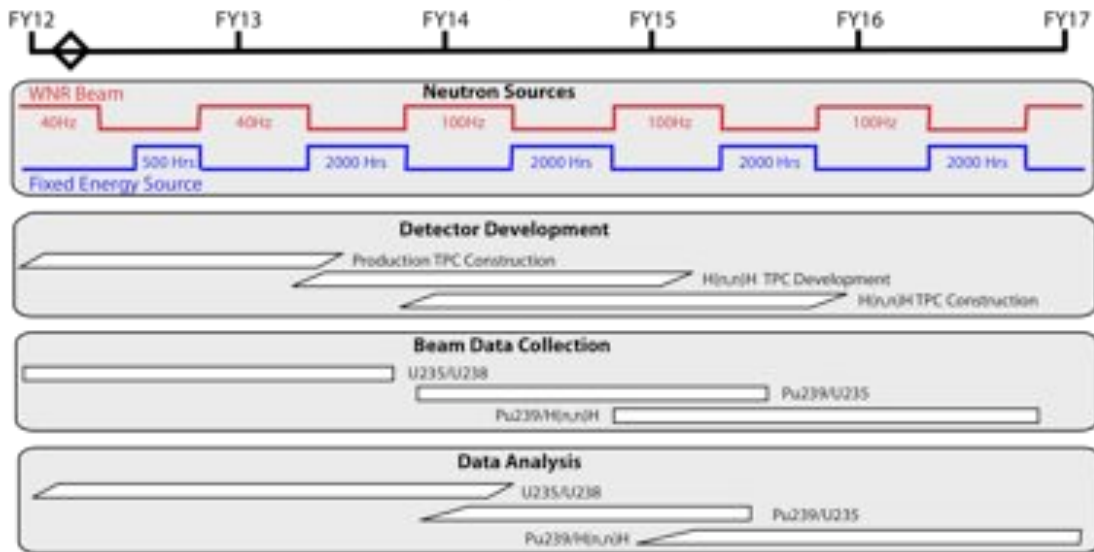 FY12 FY13 FY14 FY15 FY16 FY17
Neutron Sources
WNR Beam
40Hz 40Hz 100Hz 100Hz 100Hz
500 Hrs 2000 Hrs 2000 Hrs 2000 Hrs 2000 Hrs
Fixed Energy Source
Detector Development
Production TPC Construction
H(n,n)H TPC Development
H(n,n)H TPC Construction
Beam Data Collection
U235/U238
Pu239/U235
Pu239/H(n,n)H
Data Analysis
U235/U238
Pu239/U235
Pu239/H(n,n)H